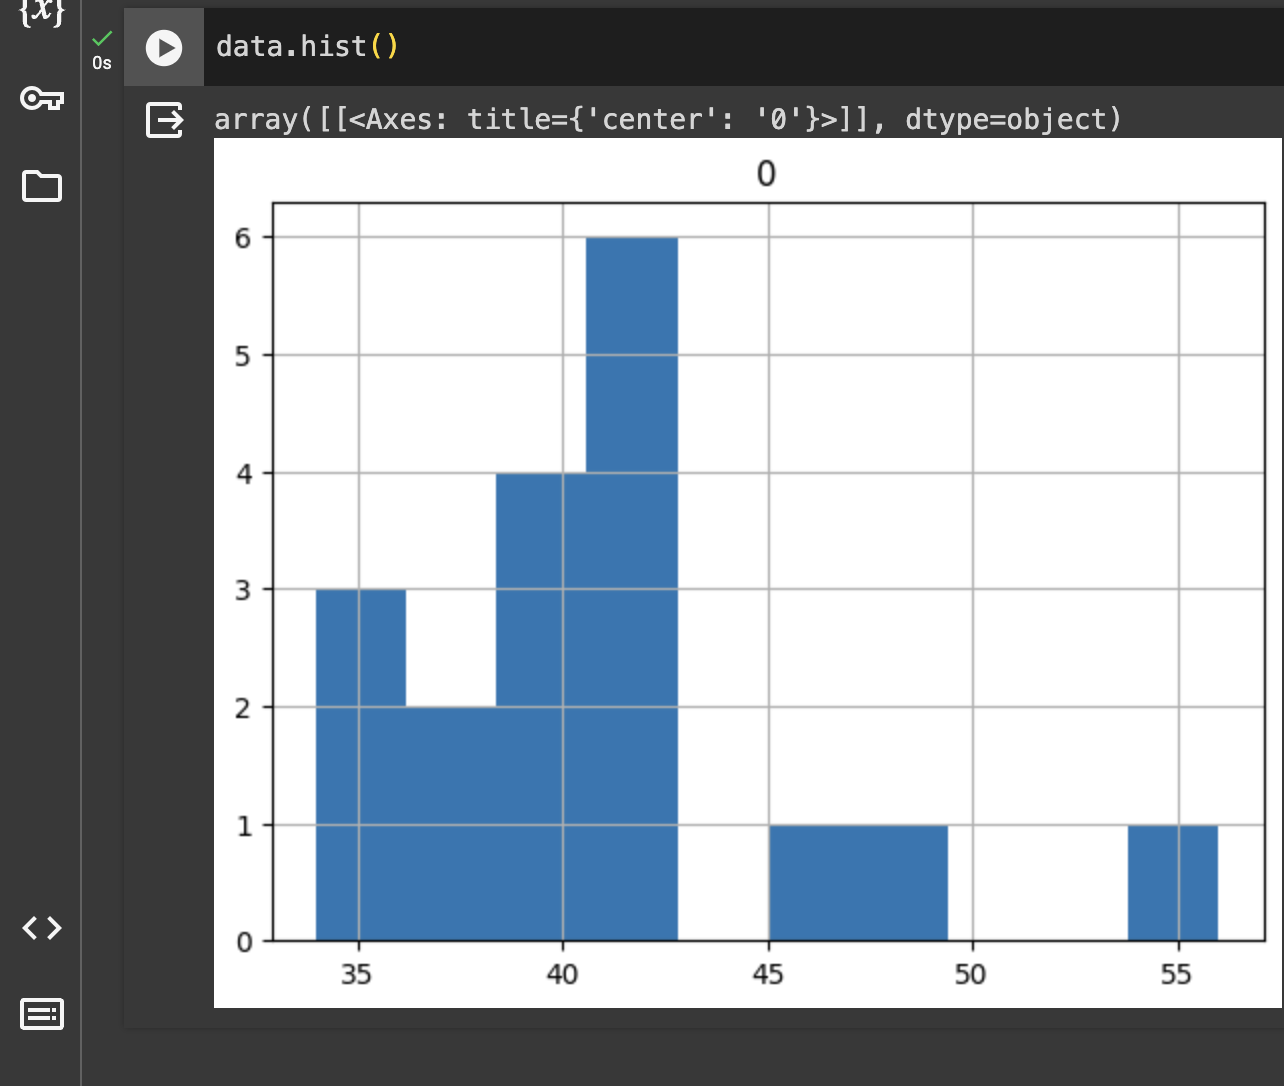 {x}
0s
data.hist()
array([[<Axes: title={'center': '0'}>]], dtype=object)
0
6
5
4
3
2
1
0
35 40 45 50 55